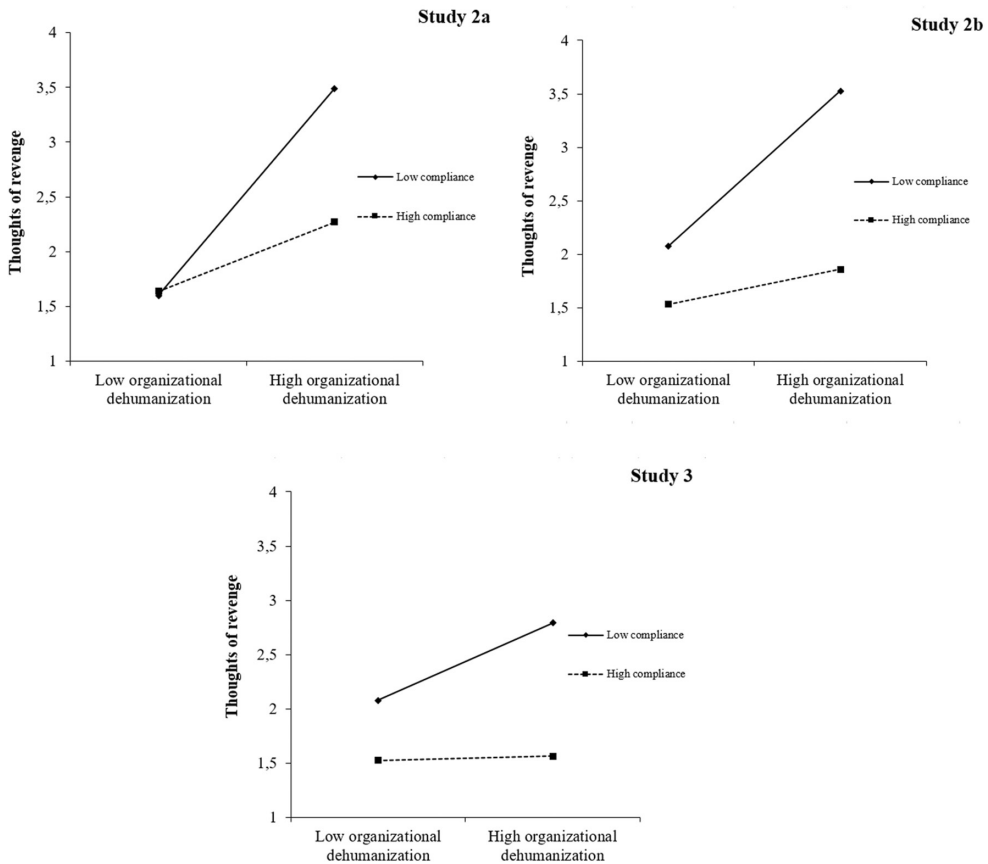 Study 2a
4
3,5
3
2,5
2
1,5
1
Thoughts of revenge
Low compliance
High compliance
Low organizational
dehumanization
High organizational
dehumanization
Study 2b
4
3,5
3
2,5
2
1,5
1
Thoughts of revenge
Low compliance
High compliance
Low organizational
dehumanization
High organizational
dehumanization
Study 3
4
3,5
3
2,5
2
1,5
1
Thoughts of revenge
Low compliance
High compliance
Low organizational
dehumanization
High organizational
dehumanization